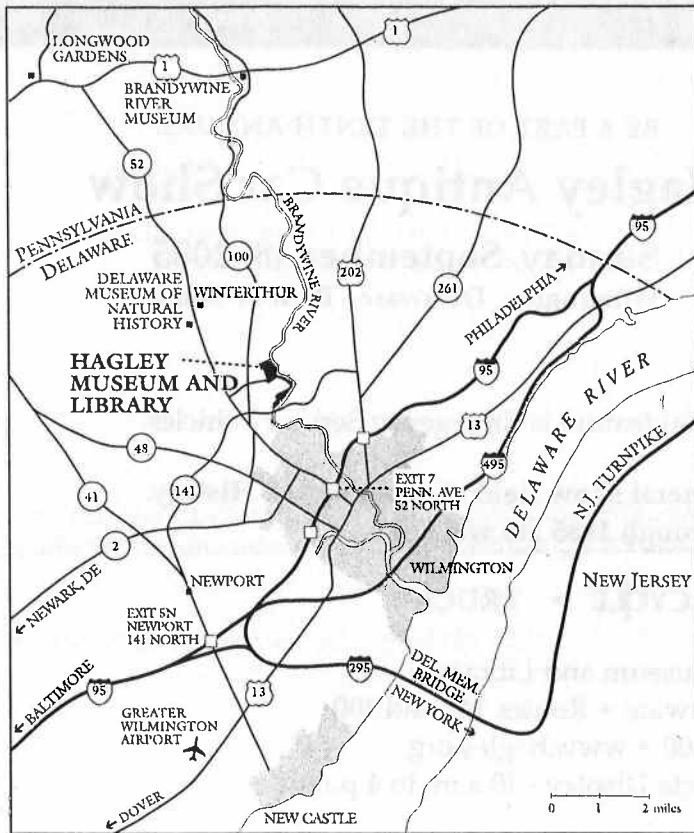 1
LONGWOOD
GARDENS
1
BRANDYWINE
RIVER
MUSEUM
52
PENNSYLVANIA
DELAWARE
BRANDYWINE RIVER
100
202
261
95
PHILADELPHIA
DELAWARE
MUSEUM OF
NATURAL
HISTORY
WINTERTHUR
HAGLEY
MUSEUM AND
LIBRARY
95
13
495
DELAWARE RIVER
N.J. TURNPIKE
48
41
141
2
EXIT 7
PENN. AVE.
52 NORTH
WILMINGTON
NEW JERSEY
← NEWARK, DE
NEWPORT
EXIT 5N
NEWPORT
141 NORTH
← BALTIMORE
95
13
295
DEL. MEM.
BRIDGE
NEW YORK →
GREATER
WILMINGTON
AIRPORT
← DOVER
NEW CASTLE
0 1 2 miles